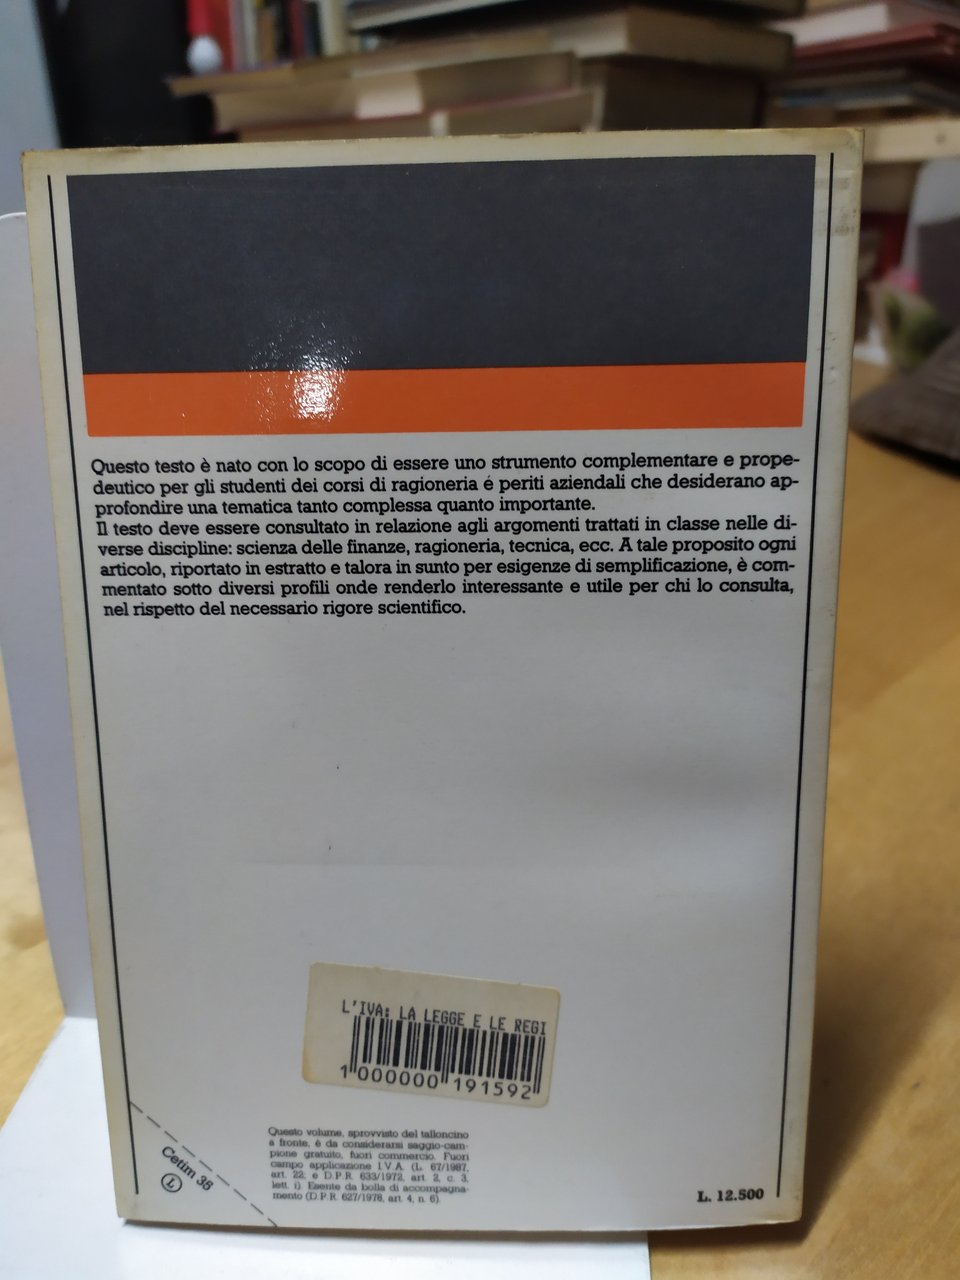 Questo testo è nato con lo scopo di essere uno strumento complementare e prope-
deutico per gli studenti dei corsi di ragioneria é periti aziendali che desiderano ap-
profondire una tematica tanto complessa quanto importante.
Il testo deve essere consultato in relazione agli argomenti trattati in classe nelle di-
verse discipline: scienza delle finanze, ragioneria, tecnica, ecc. A tale proposito ogni
articolo, riportato in estratto e talora in sunto per esigenze di semplificazione, è com-
mentato sotto diversi profili onde renderlo interessante e utile per chi lo consulta,
nel rispetto del necessario rigore scientifico.
L'IVA: LA LEGGE E LE REGI
1 000000 191592
Questo volume, sprovvisto del talloncino
a fronte, è da considerarsi saggio-cam-
pione gratuito, fuori commercio. Fuori
campo applicazione I.V.A. (L. 67/1987,
art. 22; e D.P.R. 633/1972, art. 2, c. 3,
lett. i). Esente da bolla di accompagna-
mento (D.P.R. 627/1978, art. 4, n. 6).
Cetim 35
L
L. 12.500